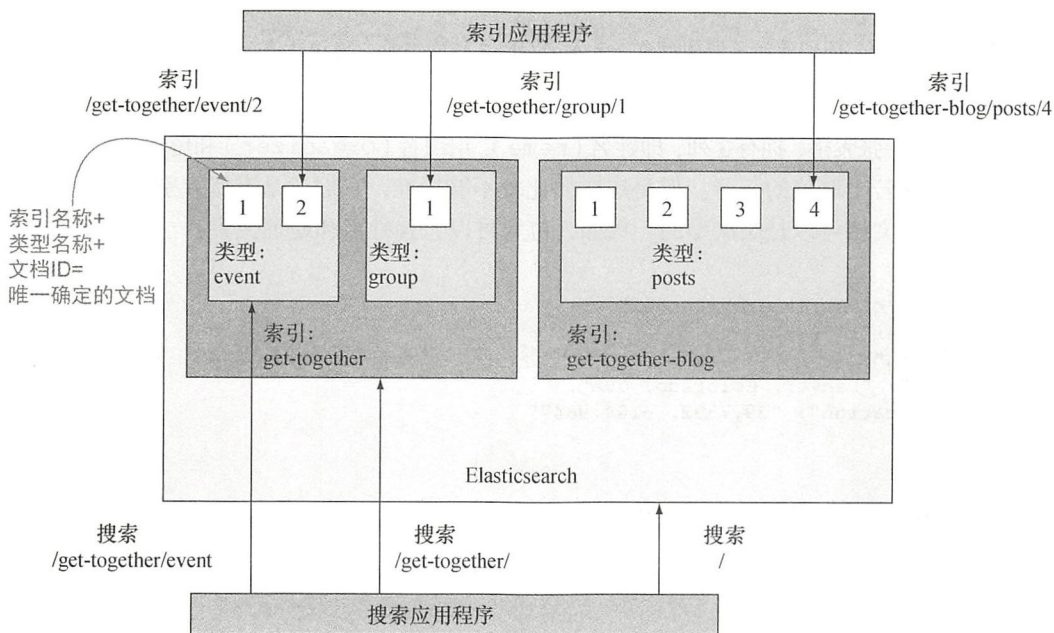 索引应用程序
索引
/get-together/event/2
索引
/get-together/group/1
索引
/get-together-blog/posts/4
索引名称+
类型名称+
文档ID=
唯一确定的文档
1
2
类型：
event
1
类型：
group
索引：
get-together
1
2
3
4
类型：
posts
索引：
get-together-blog
Elasticsearch
搜索
/get-together/event
搜索
/get-together/
搜索
/
搜索应用程序